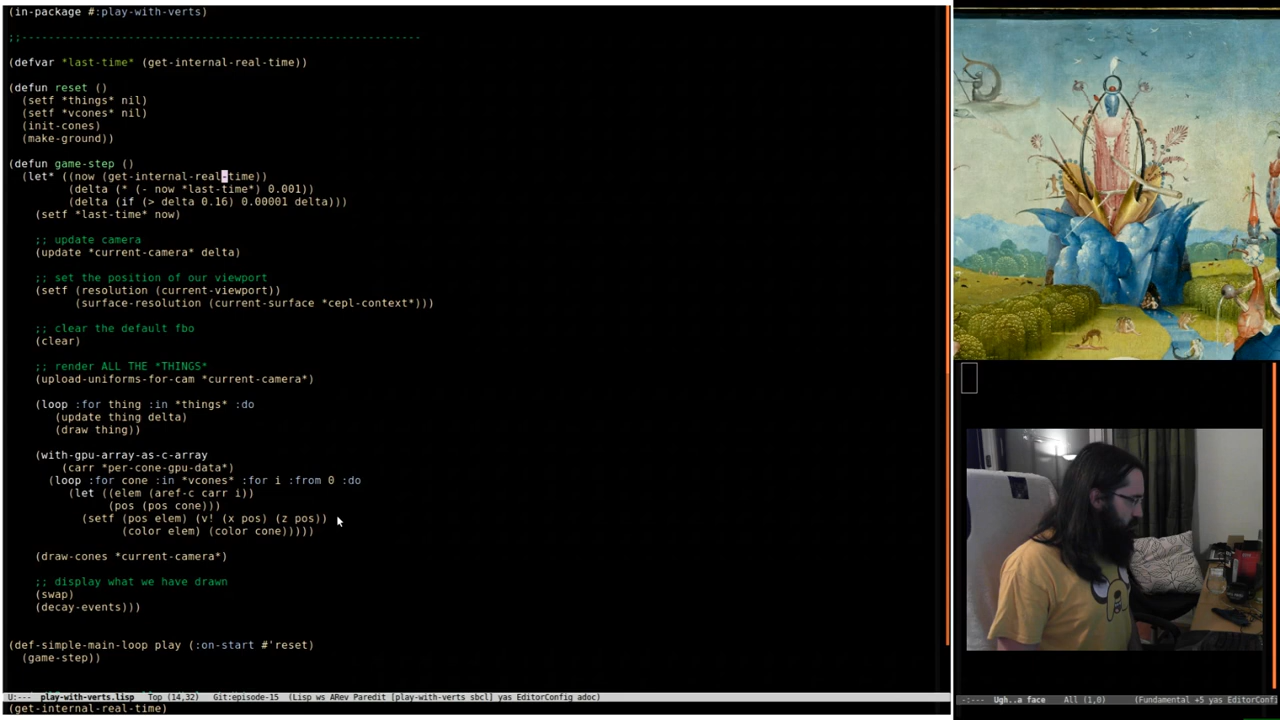 (in-package #:play-with-verts)
;;------------------------------------------------------------
(defvar *last-time* (get-internal-real-time))
(defun reset ()
  (setf *things* nil)
  (setf *vcones* nil)
  (init-cones)
  (make-ground))
(defun game-step ()
  (let* ((now (get-internal-real-time))
         (delta (* (- now *last-time*) 0.001))
         (delta (if (> delta 0.16) 0.00001 delta)))
    (setf *last-time* now)
    ;; update camera
    (update *current-camera* delta)
    ;; set the position of our viewport
    (setf (resolution (current-viewport))
          (surface-resolution (current-surface *cepl-context*)))
    ;; clear the default fbo
    (clear)
    ;; render ALL THE *THINGS*
    (upload-uniforms-for-cam *current-camera*)
    (loop :for thing :in *things* :do
       (update thing delta)
       (draw thing))
    (with-gpu-array-as-c-array
        (carr *per-cone-gpu-data*)
      (loop :for cone :in *vcones* :for i :from 0 :do
         (let ((elem (aref-c carr i))
               (pos (pos cone)))
           (setf (pos elem) (v! (x pos) (z pos))
                 (color elem) (color cone)))))
    (draw-cones *current-camera*)
    ;; display what we have drawn
    (swap)
    (decay-events)))
(def-simple-main-loop play (:on-start #'reset)
  (game-step))
U:--- play-with-verts.lisp Top (14,32) Git:episode-15 (Lisp ws ARev Paredit [play-with-verts sbcl] yas EditorConfig adoc)
(get-internal-real-time)
-:--- Ugh..a face All (1,0) (Fundamental +5 yas EditorConf